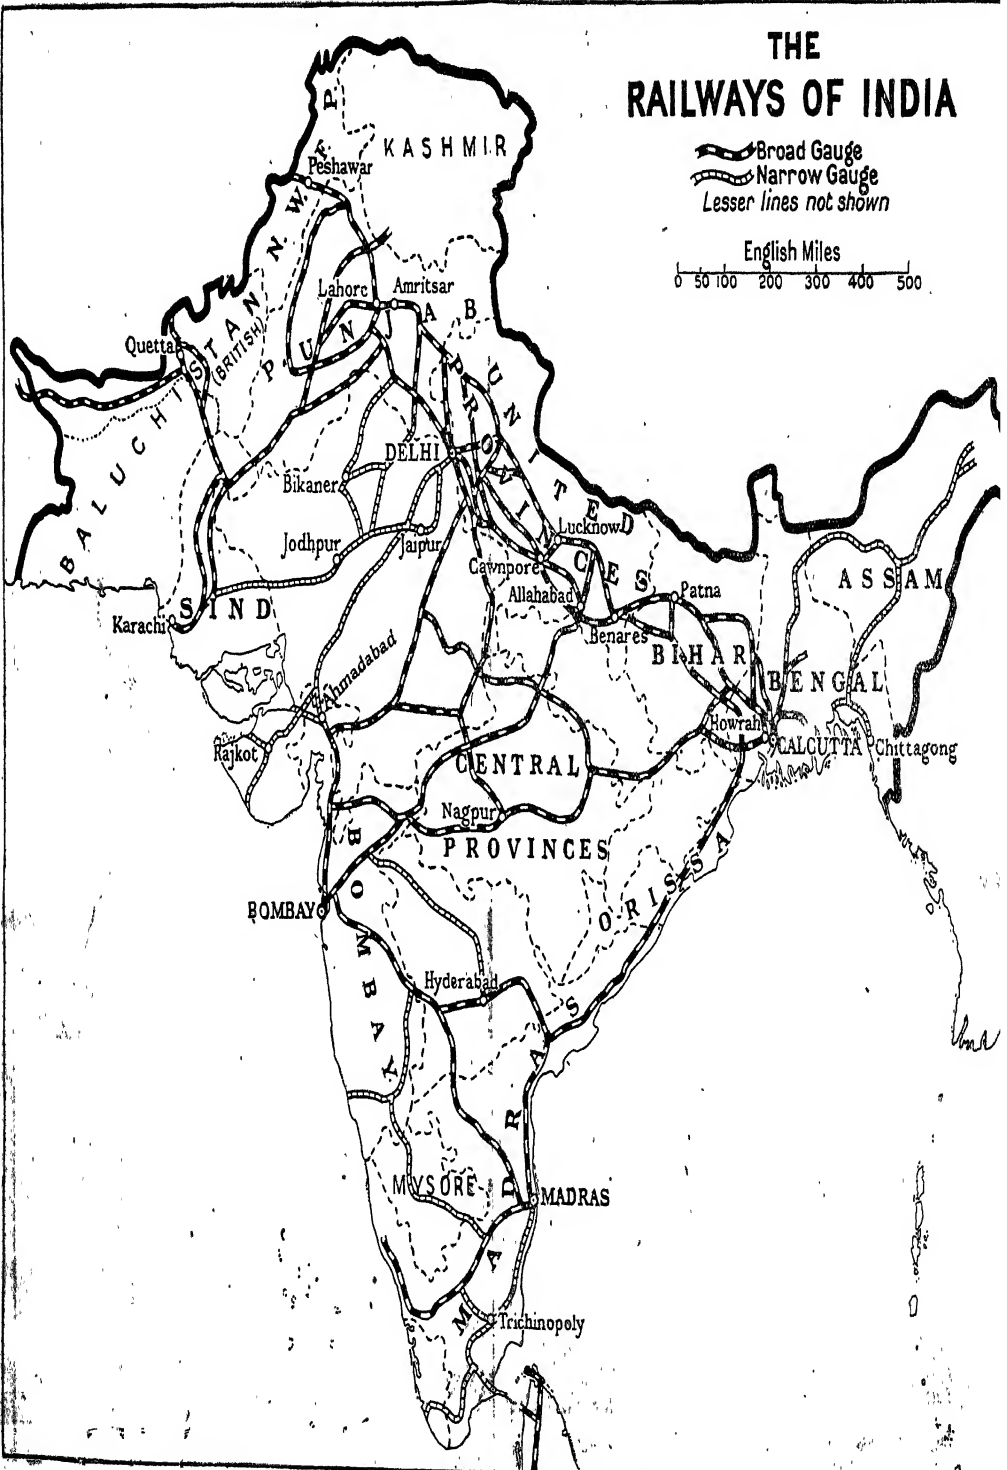 THE
RAILWAYS OF INDIA
Broad Gauge
Narrow Gauge
Lesser lines not shown
English Miles
0 50 100 200 300 400 500
KASHMIR
N. W. F. P.
Peshawar
Lahore
Amritsar
PUNJAB
Quetta
BALUCHISTAN
(BRITISH)
UNITED
PROVINCES
DELHI
Bikaner
Jodhpur
Jaipur
Lucknow
Cawnpore
Allahabad
Benares
Patna
ASSAM
Karachi
SIND
BIHAR
BENGAL
Ahmadabad
Rajkot
Howrah
CALCUTTA
Chittagong
CENTRAL
Nagpur
PROVINCES
ORISSA
BOMBAY
BOMBAY
Hyderabad
MADRAS
MYSORE
MADRAS
Trichinopoly